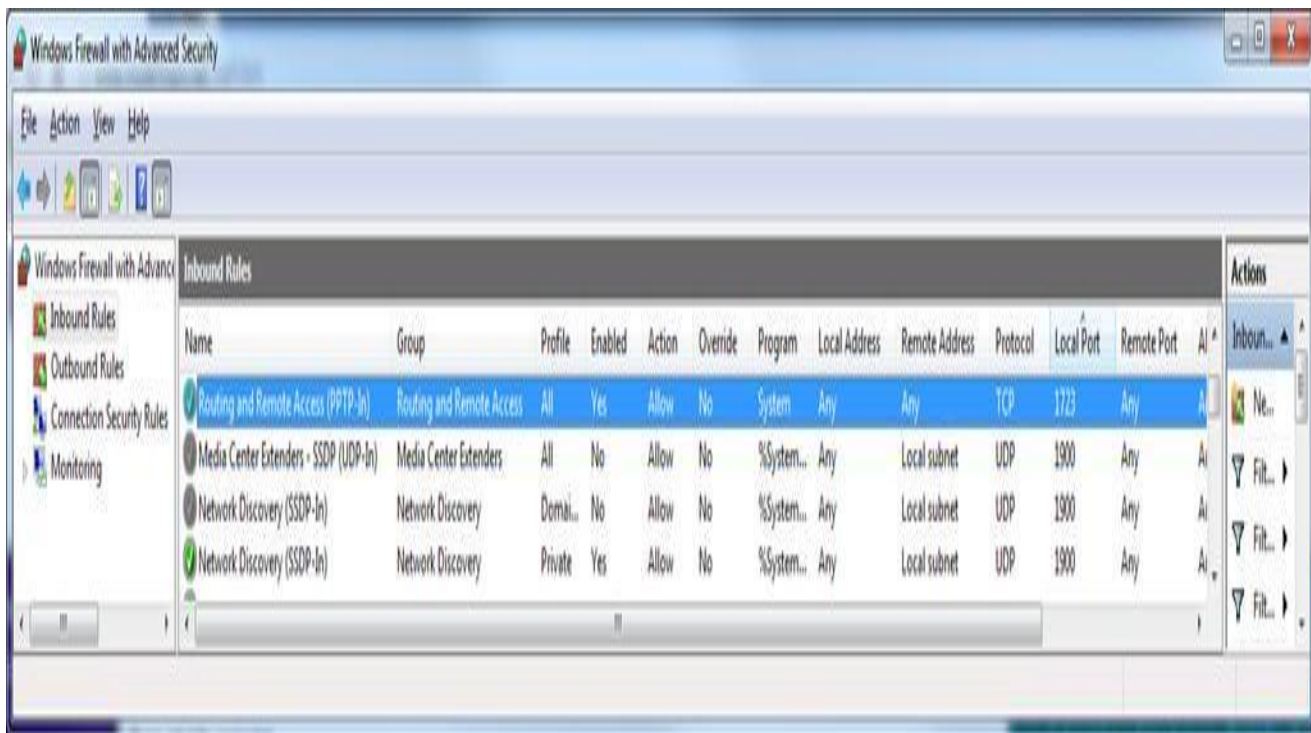 Windows Firewall with Advanced Security
File Action View Help
Windows Firewall with Advance
Inbound Rules
Outbound Rules
Connection Security Rules
Monitoring
Inbound Rules
Name Group Profile Enabled Action Override Program Local Address Remote Address Protocol Local Port Remote Port Al
Routing and Remote Access (PPTP-In) Routing and Remote Access All Yes Allow No System Any Any TCP 1723 Any
Media Center Extenders - SSDP (UDP-In) Media Center Extenders All No Allow No %System... Any Local subnet UDP 1900 Any
Network Discovery (SSDP-In) Network Discovery Domai... No Allow No %System... Any Local subnet UDP 1900 Any
Network Discovery (SSDP-In) Network Discovery Private Yes Allow No %System... Any Local subnet UDP 1900 Any
Actions
Inboun...
Ne...
Filt...
Filt...
Filt...